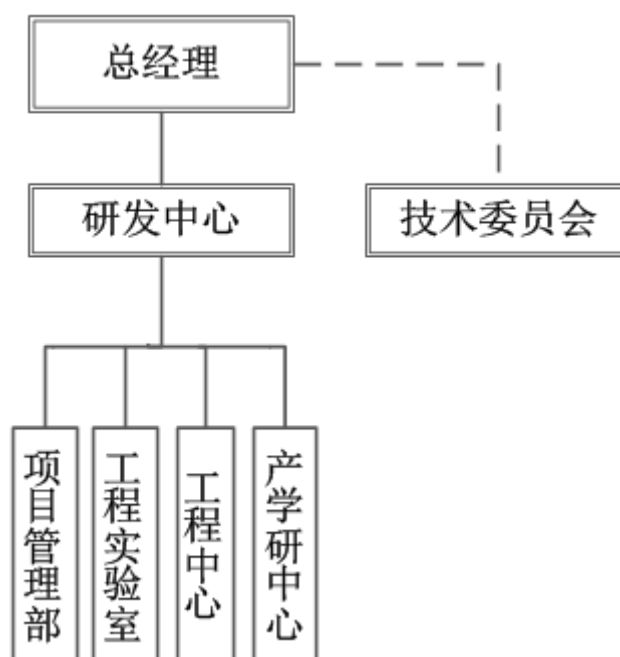 总经理
研发中心
技术委员会
项目管理部
工程实验室
工程中心
产学研中心